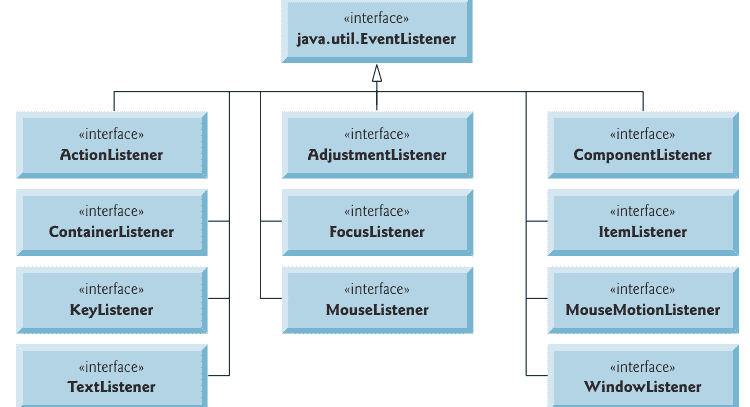 «interface»
java.util.EventListener
«interface»
ActionListener
«interface»
AdjustmentListener
«interface»
ComponentListener
«interface»
ContainerListener
«interface»
FocusListener
«interface»
ItemListener
«interface»
KeyListener
«interface»
MouseListener
«interface»
MouseMotionListener
«interface»
TextListener
«interface»
WindowListener